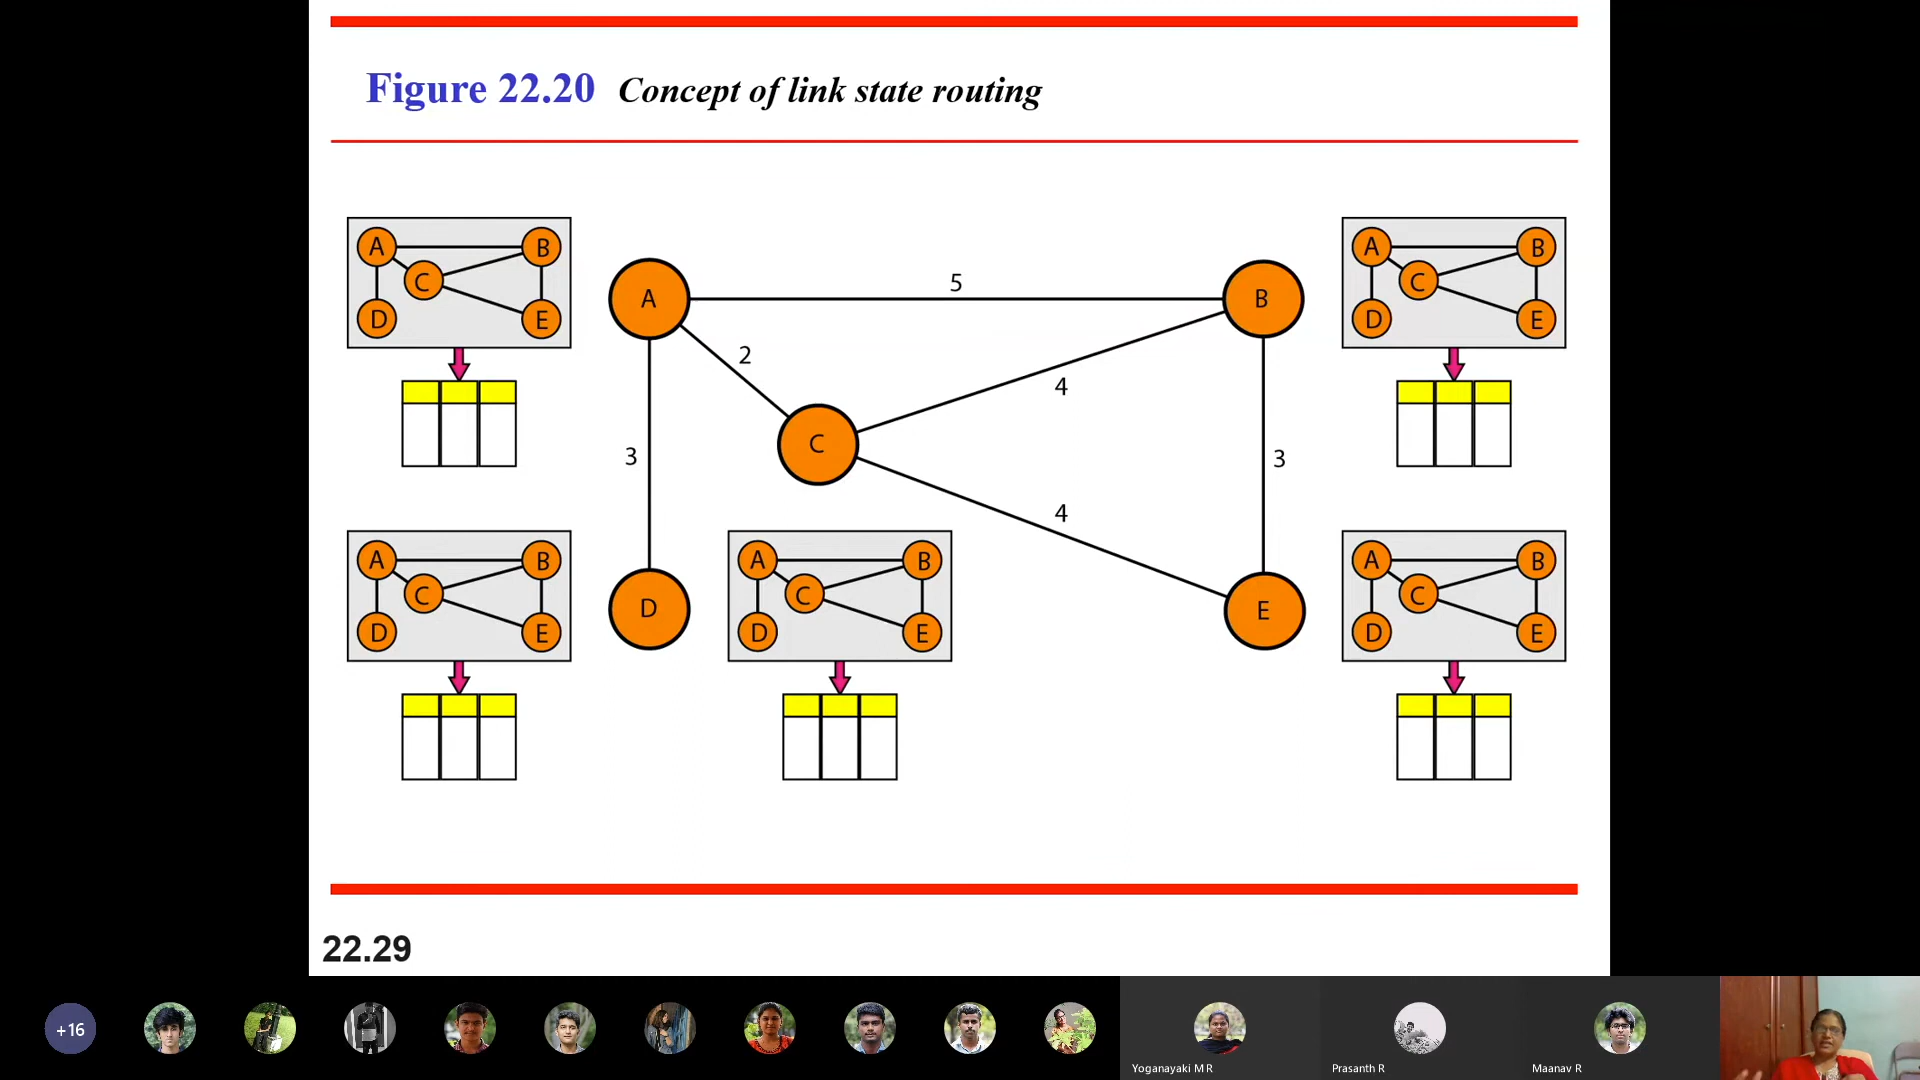 Figure 22.20 Concept of link state routing
A B
C
D E
A 5 B
2
4
3 C 3
4
D E
A B
C
D E
A B
C
D E
A B
C
D E
A B
C
D E
22.29
+16
Yoganayaki M R
Prasanth R
Maanav R